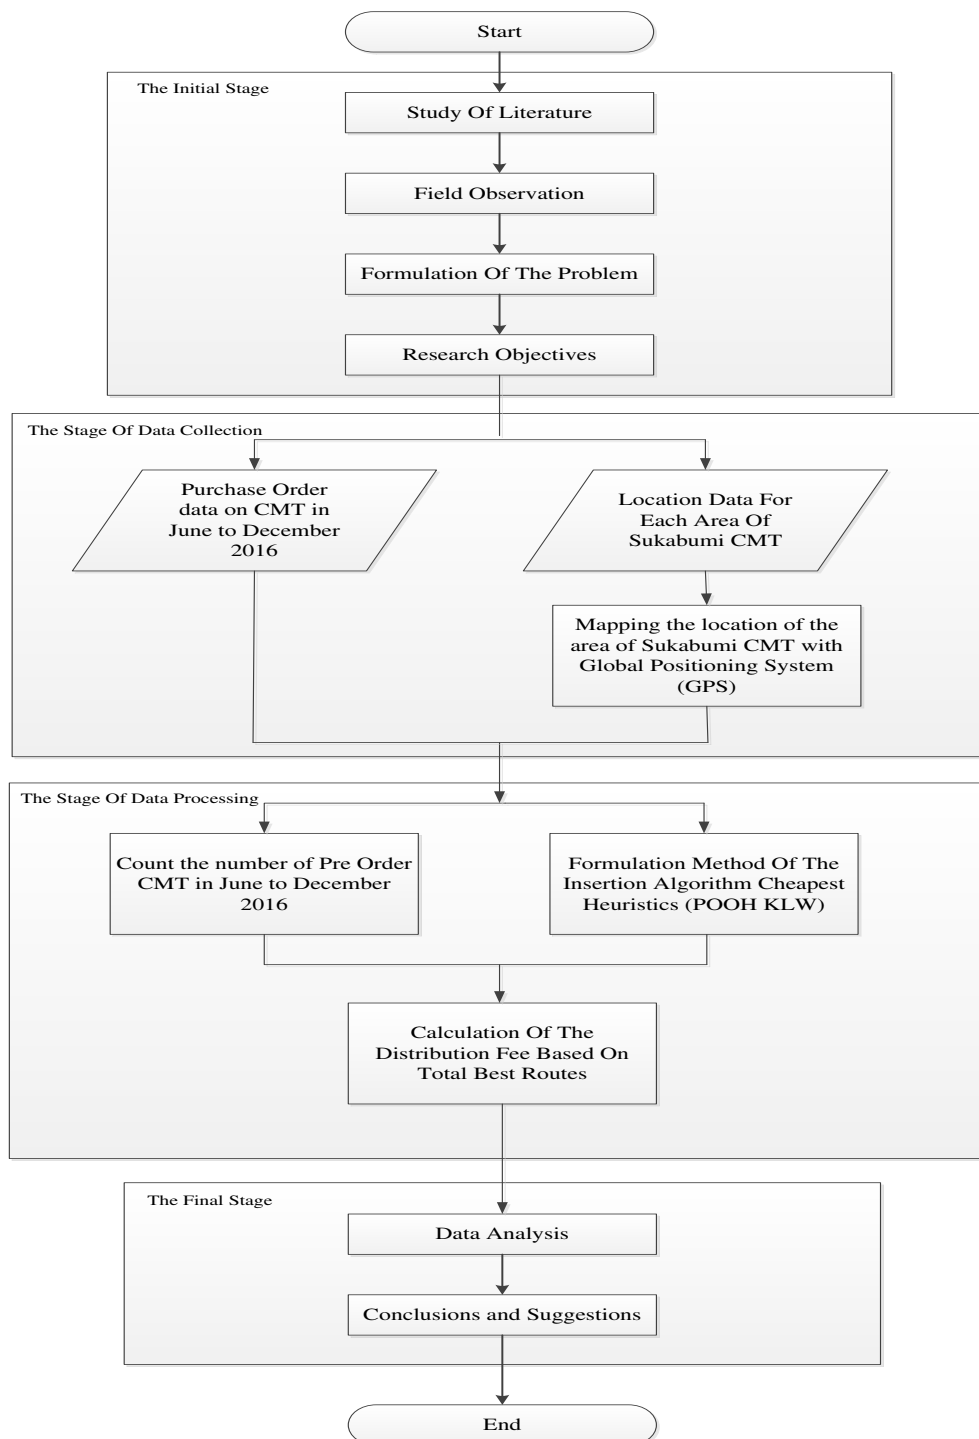 Start
The Initial Stage
Study Of Literature
Field Observation
Formulation Of The Problem
Research Objectives
The Stage Of Data Collection
Purchase Order
data on CMT in
June to December
2016
Location Data For
Each Area Of
Sukabumi CMT
Mapping the location of the
area of Sukabumi CMT with
Global Positioning System
(GPS)
The Stage Of Data Processing
Count the number of Pre Order
CMT in June to December
2016
Formulation Method Of The
Insertion Algorithm Cheapest
Heuristics (POOH KLW)
Calculation Of The
Distribution Fee Based On
Total Best Routes
The Final Stage
Data Analysis
Conclusions and Suggestions
End